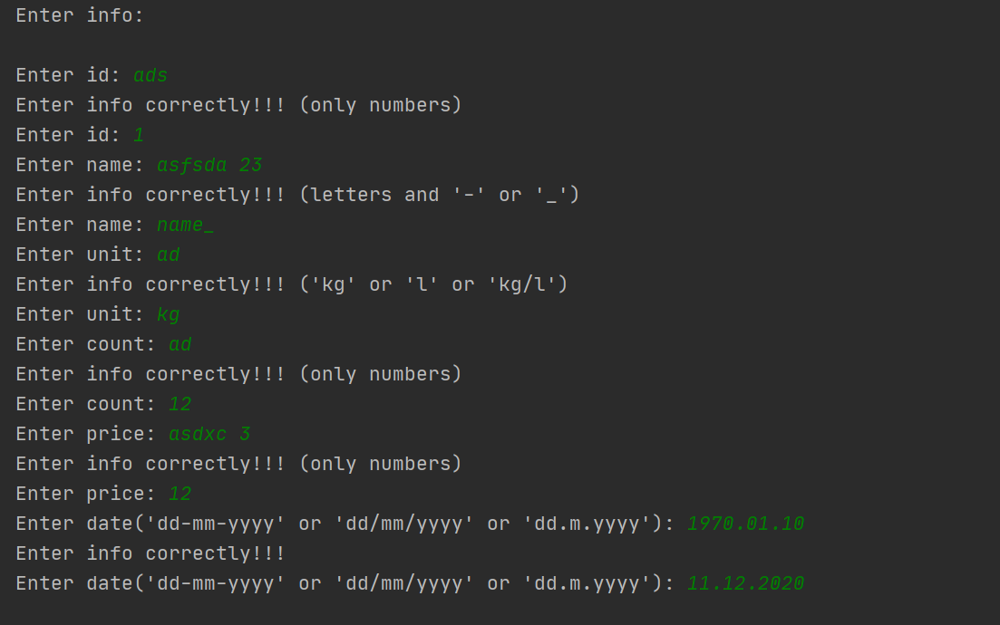 Enter info:
Enter id: ads
Enter info correctly!!! (only numbers)
Enter id: 1
Enter name: asfsda 23
Enter info correctly!!! (letters and '-' or '_')
Enter name: name_
Enter unit: ad
Enter info correctly!!! ('kg' or 'l' or 'kg/l')
Enter unit: kg
Enter count: ad
Enter info correctly!!! (only numbers)
Enter count: 12
Enter price: asdxc 3
Enter info correctly!!! (only numbers)
Enter price: 12
Enter date('dd-mm-yyyy' or 'dd/mm/yyyy' or 'dd.m.yyyy'): 1970.01.10
Enter info correctly!!!
Enter date('dd-mm-yyyy' or 'dd/mm/yyyy' or 'dd.m.yyyy'): 11.12.2020